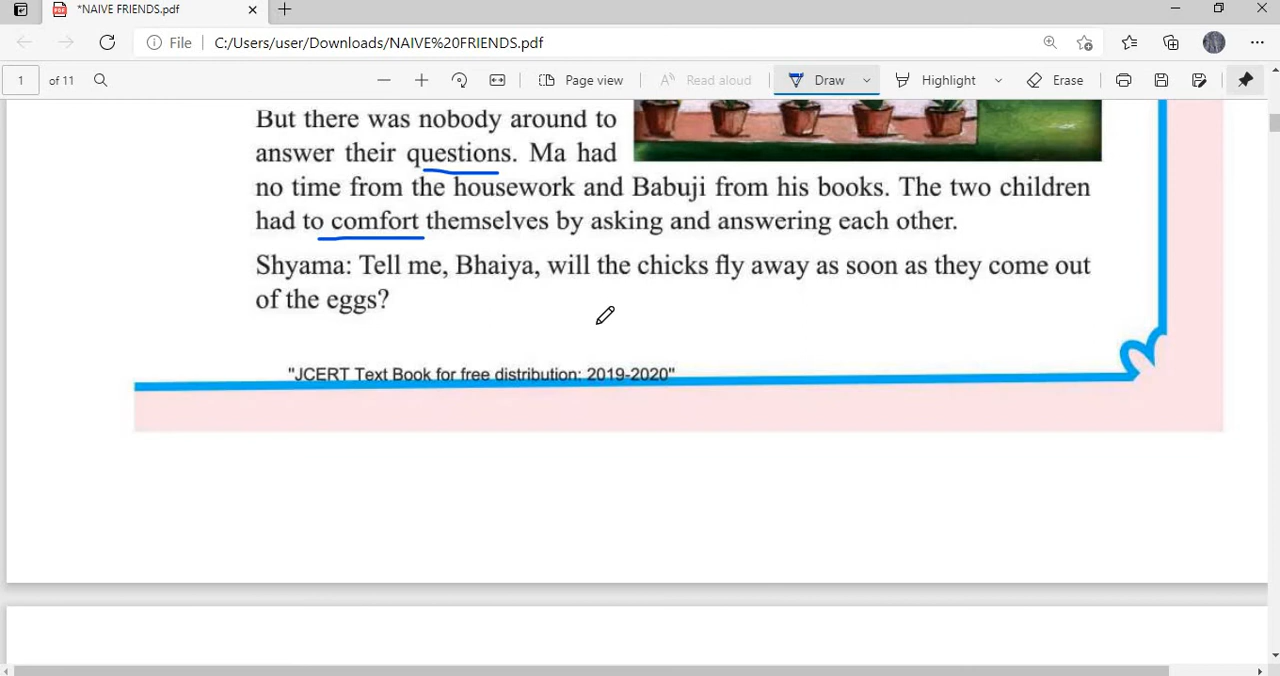 *NAIVE FRIENDS.pdf
File C:/Users/user/Downloads/NAIVE%20FRIENDS.pdf
1 of 11 Page view Read aloud Draw Highlight Erase
But there was nobody around to
answer their questions. Ma had
no time from the housework and Babuji from his books. The two children
had to comfort themselves by asking and answering each other.
Shyama: Tell me, Bhaiya, will the chicks fly away as soon as they come out
of the eggs?
"JCERT Text Book for free distribution: 2019-2020"